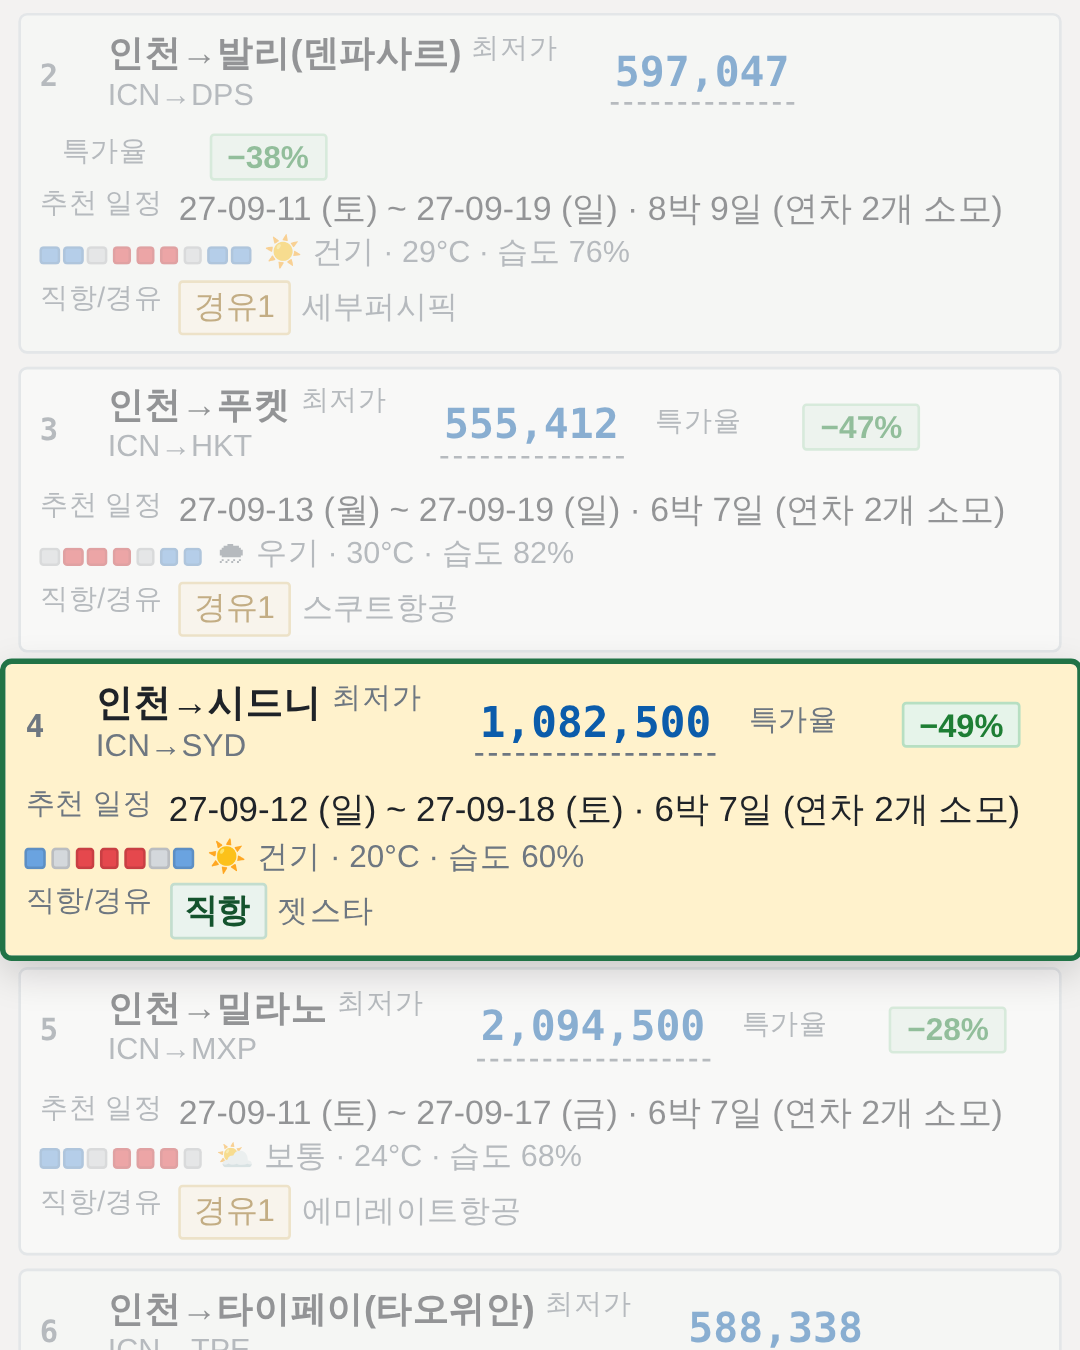 2
인천→발리(덴파사르) 최저가
597,047
ICN→DPS
특가율 −38%
추천 일정 27-09-11 (토) ~ 27-09-19 (일) · 8박 9일 (연차 2개 소모)
건기 · 29°C · 습도 76%
직항/경유 경유1 세부퍼시픽
3
인천→푸켓 최저가
555,412
특가율 −47%
ICN→HKT
추천 일정 27-09-13 (월) ~ 27-09-19 (일) · 6박 7일 (연차 2개 소모)
우기 · 30°C · 습도 82%
직항/경유 경유1 스쿠트항공
4
인천→시드니 최저가
1,082,500
특가율 −49%
ICN→SYD
추천 일정 27-09-12 (일) ~ 27-09-18 (토) · 6박 7일 (연차 2개 소모)
건기 · 20°C · 습도 60%
직항/경유 직항 젯스타
5
인천→밀라노 최저가
2,094,500
특가율 −28%
ICN→MXP
추천 일정 27-09-11 (토) ~ 27-09-17 (금) · 6박 7일 (연차 2개 소모)
보통 · 24°C · 습도 68%
직항/경유 경유1 에미레이트항공
6
인천→타이페이(타오위안) 최저가
588,338
ICN→TPE